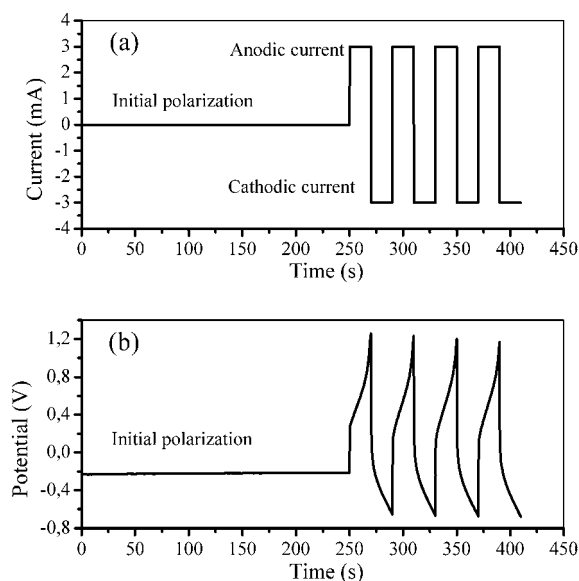 (a)
Anodic current
Initial polarization
Cathodic current
Current (mA)
4
3
2
1
0
-1
-2
-3
-4
0 50 100 150 200 250 300 350 400 450
Time (s)
(b)
Initial polarization
Potential (V)
1,2
0,8
0,4
0,0
-0,4
-0,8
0 50 100 150 200 250 300 350 400 450
Time (s)